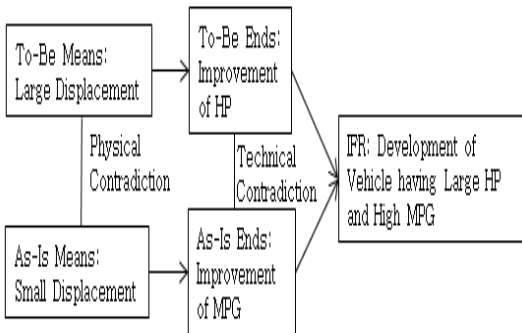 To-Be Means:
Large Displacement
To-Be Ends:
Improvement
of HP
Physical
Contradiction
Technical
Contradiction
IFR: Development of
Vehicle having Large HP
and High MPG
As-Is Means:
Small Displacement
As-Is Ends:
Improvement
of MPG